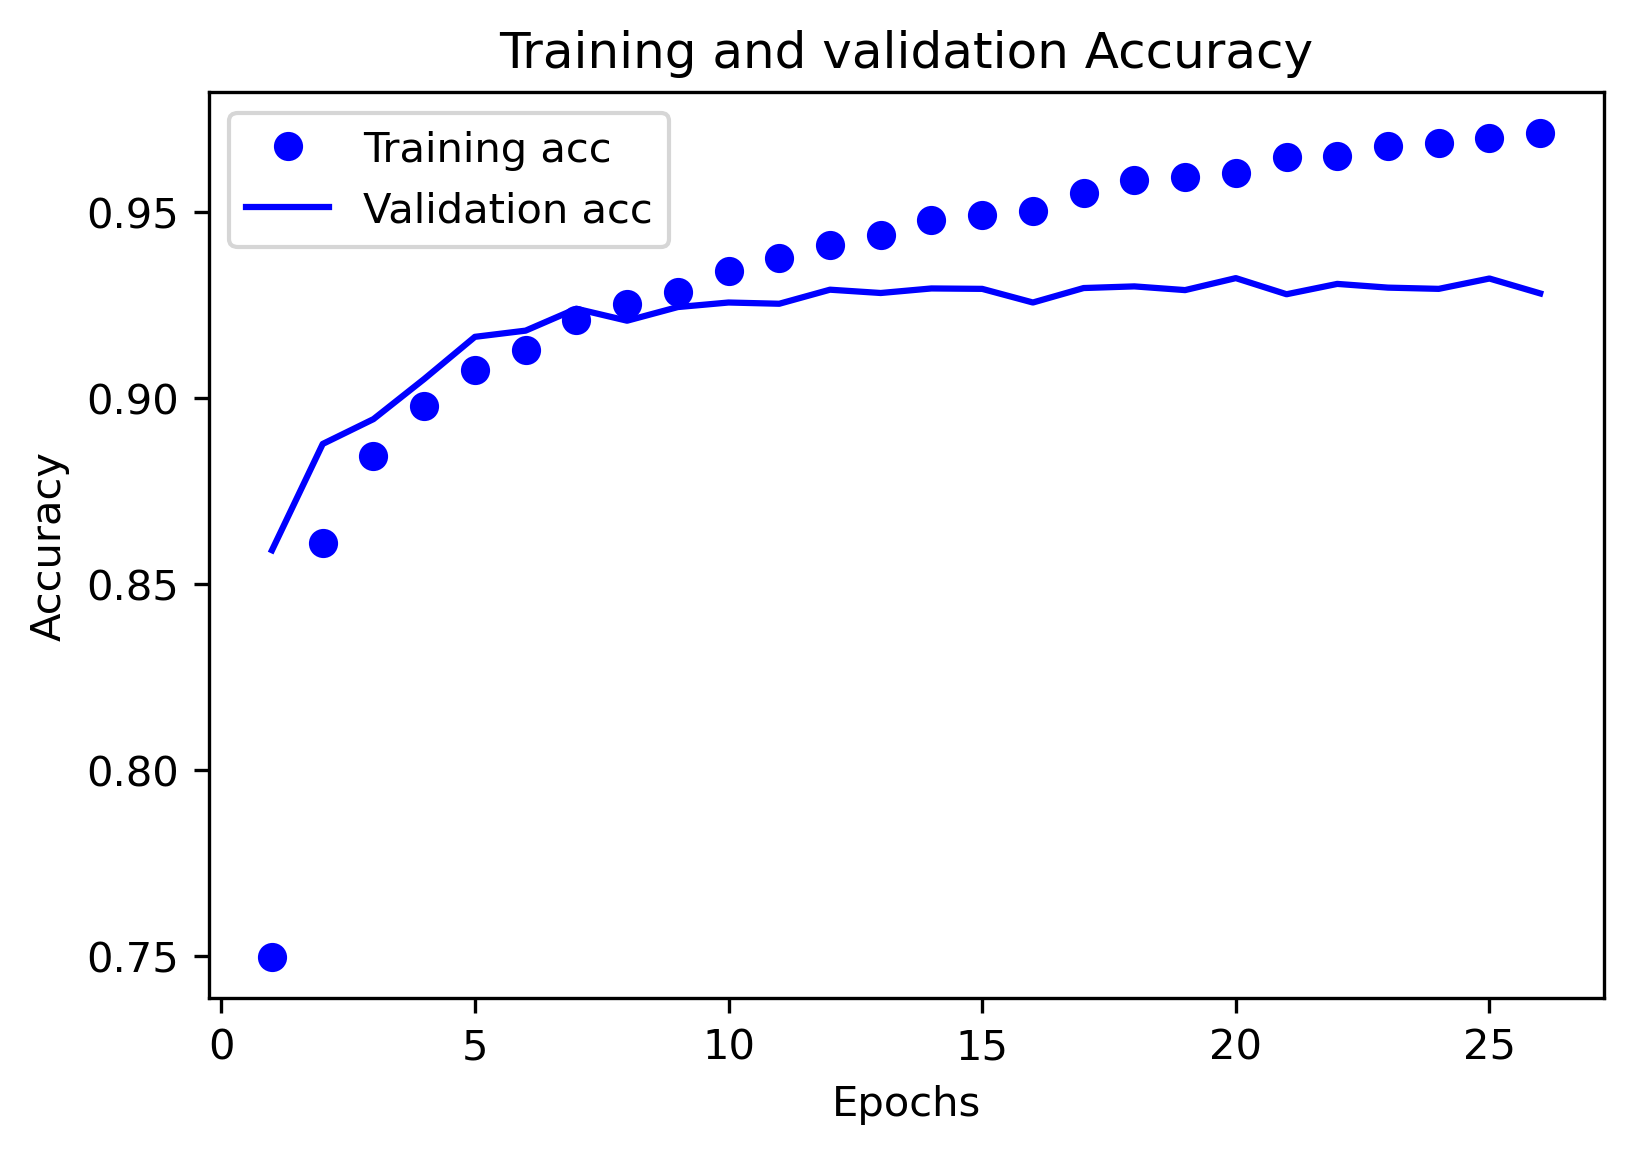 Training and validation Accuracy
Training acc
Validation acc
0.95
0.90
0.85
0.80
0.75
Accuracy
0 5 10 15 20 25
Epochs